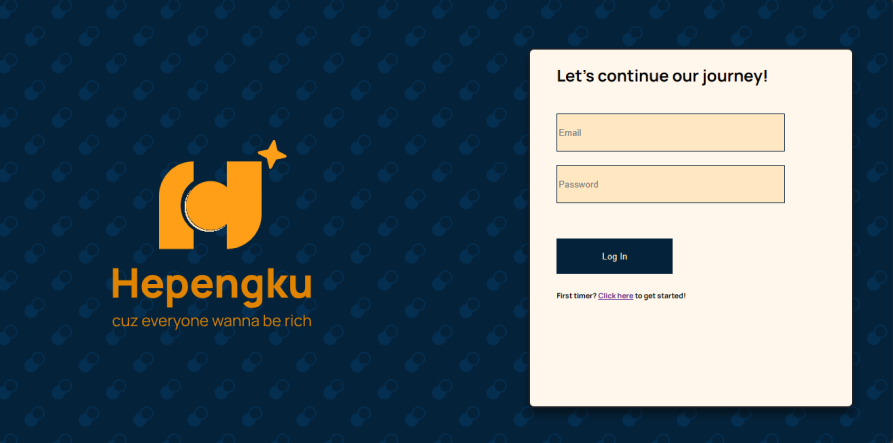 Let's continue our journey!
Email
Password
Log In
First timer? Click here to get started!
Hepengku
cuz everyone wanna be rich